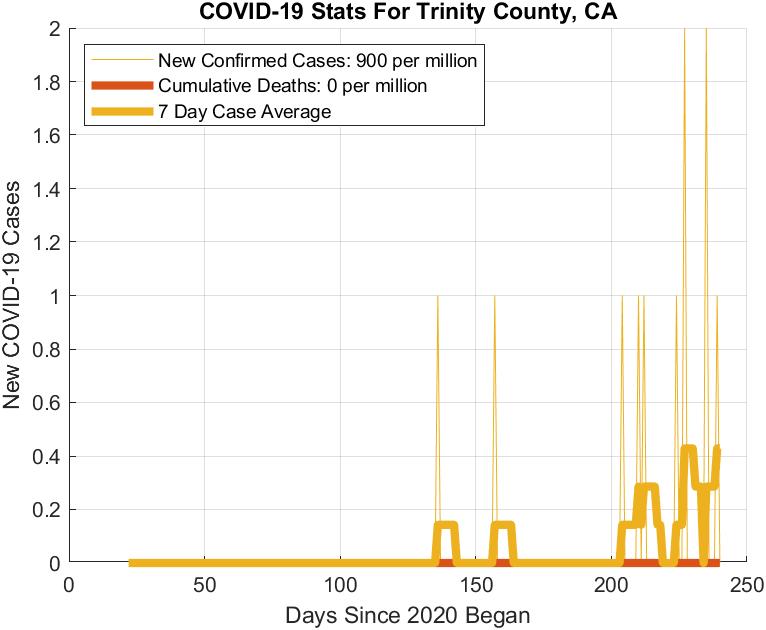 COVID-19 Stats For Trinity County, CA
New Confirmed Cases: 900 per million
Cumulative Deaths: 0 per million
7 Day Case Average
New COVID-19 Cases
2
1.8
1.6
1.4
1.2
1
0.8
0.6
0.4
0.2
0
0 50 100 150 200 250
Days Since 2020 Began